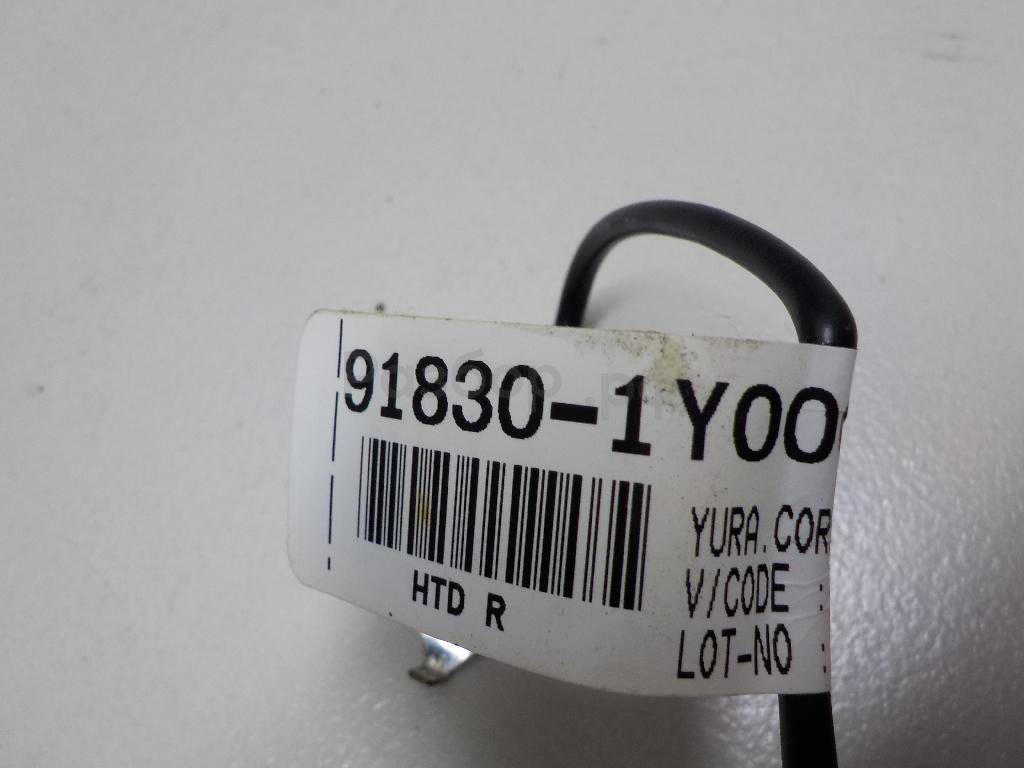 91830-1Y00
YURA.COR
V/CODE :
LOT-NO :
HTD R